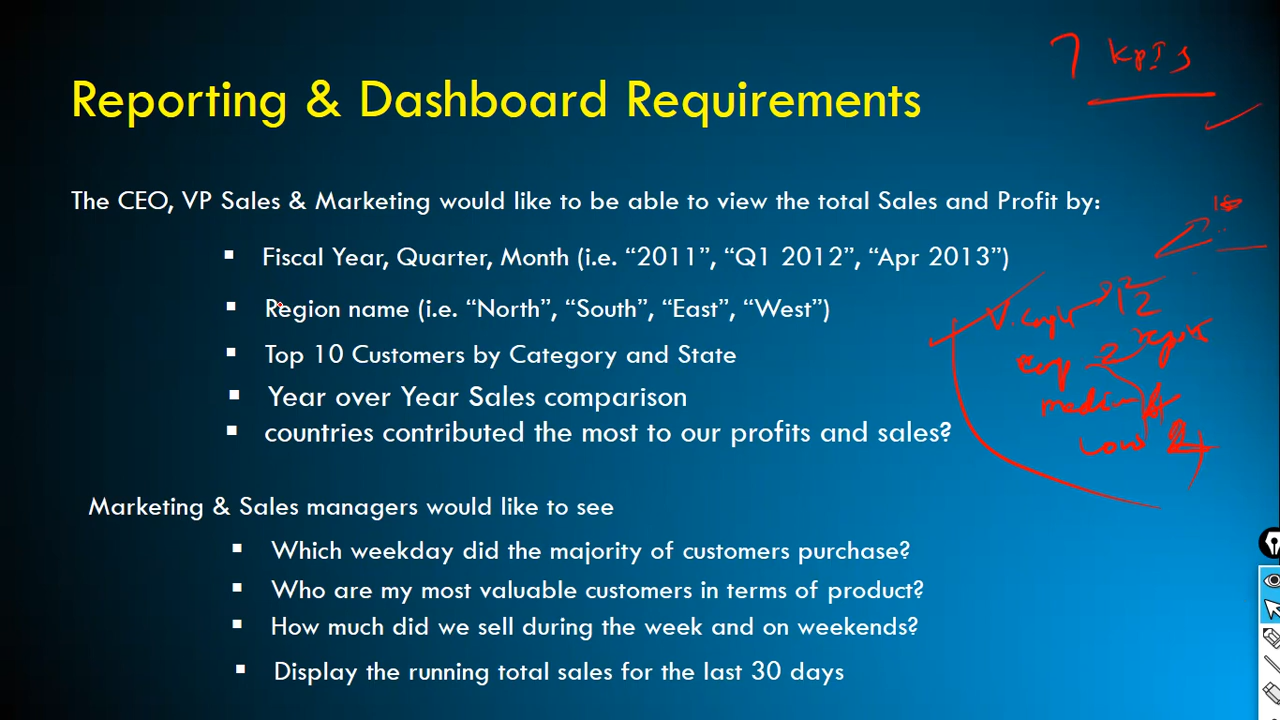 7 kpIs
Reporting & Dashboard Requirements
The CEO, VP Sales & Marketing would like to be able to view the total Sales and Profit by:
▪ Fiscal Year, Quarter, Month (i.e. “2011”, “Q1 2012”, “Apr 2013”)
▪ Region name (i.e. “North”, “South”, “East”, “West”)
▪ Top 10 Customers by Category and State
▪ Year over Year Sales comparison
▪ countries contributed the most to our profits and sales?
12
medium
Low
Marketing & Sales managers would like to see
▪ Which weekday did the majority of customers purchase?
▪ Who are my most valuable customers in terms of product?
▪ How much did we sell during the week and on weekends?
▪ Display the running total sales for the last 30 days